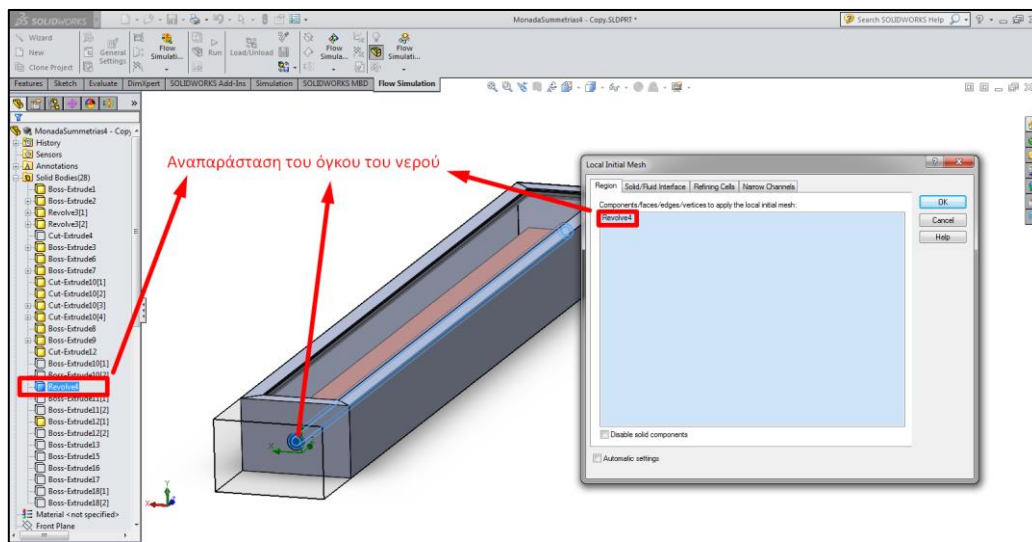 SOLIDWORKS
MonadaSummetrias4 - Copy.SLDPRT *
Search SOLIDWORKS Help
Wizard
New
Clone Project
General Settings
Flow Simulati...
Run
Load/Unload
Flow Simula...
Flow Simulati...
Features Sketch Evaluate DimXpert SOLIDWORKS Add-Ins Simulation SOLIDWORKS MBD Flow Simulation
MonadaSummetrias4 - Copy
History
Sensors
Annotations
Solid Bodies(28)
Boss-Extrude1
Boss-Extrude2
Revolve3[1]
Revolve3[2]
Cut-Extrude4
Boss-Extrude3
Boss-Extrude6
Boss-Extrude7
Cut-Extrude10[1]
Cut-Extrude10[2]
Cut-Extrude10[3]
Cut-Extrude10[4]
Boss-Extrude8
Boss-Extrude9
Cut-Extrude12
Boss-Extrude10[1]
Boss-Extrude10[2]
Revolve4
Boss-Extrude11[1]
Boss-Extrude11[2]
Boss-Extrude12[1]
Boss-Extrude12[2]
Boss-Extrude13
Boss-Extrude15
Boss-Extrude16
Boss-Extrude17
Boss-Extrude18[1]
Boss-Extrude18[2]
Material <not specified>
Front Plane
Αναπαράσταση του όγκου του νερού
Local Initial Mesh
Region Solid/Fluid Interface Refining Cells Narrow Channels
Components/faces/edges/vertices to apply the local initial mesh:
Revolve4
OK
Cancel
Help
Disable solid components
Automatic settings